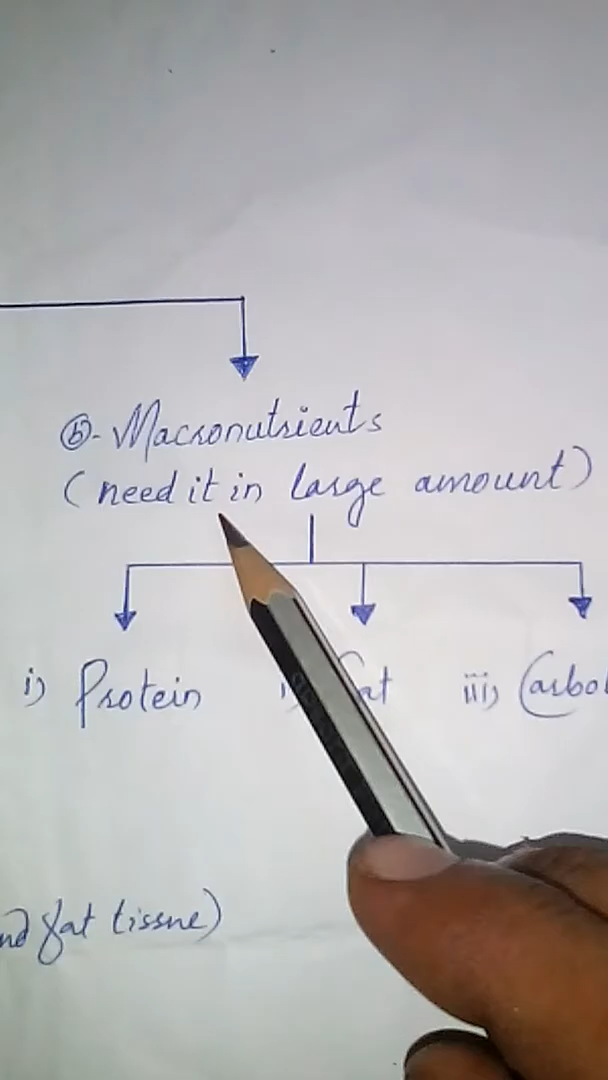 b- Macronutrients
(need it in large amount)
i) Protein iii) Carbo
fat tissue)